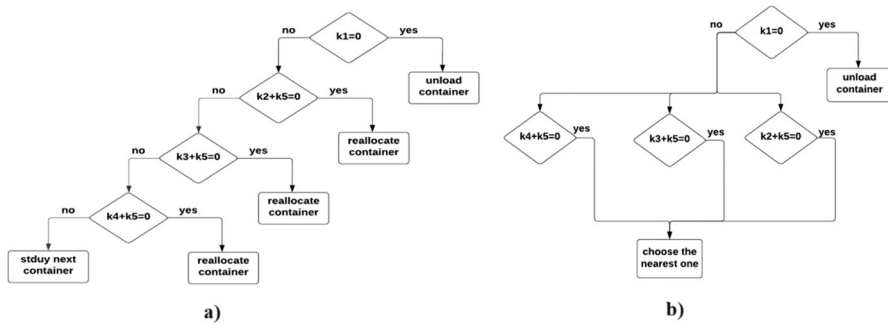 k1=0
no
yes
unload
container
k2+k5=0
no
yes
reallocate
container
k3+k5=0
no
yes
reallocate
container
k4+k5=0
no
yes
stduy next
container
reallocate
container
a)
k1=0
no
yes
unload
container
k4+k5=0
yes
k3+k5=0
yes
k2+k5=0
yes
choose the
nearest one
b)